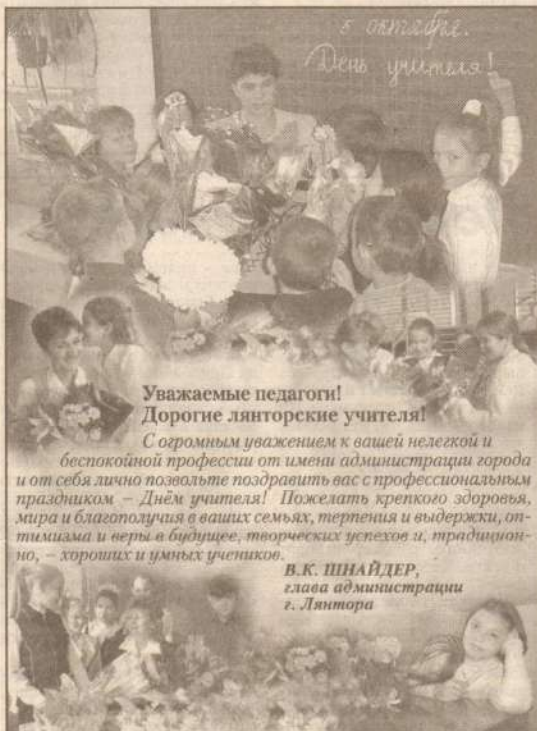 5 октября.
День учителя!
Уважаемые педагоги!
Дорогие лянторские учителя!
С огромным уважением к вашей нелегкой и
беспокойной профессии от имени администрации города
и от себя лично позвольте поздравить вас с профессиональным
праздником – Днём учителя! Пожелать крепкого здоровья,
мира и благополучия в ваших семьях, терпения и выдержки, оп-
тимизма и веры в будущее, творческих успехов и, традицион-
но, – хороших и умных учеников.
В.К. ШНАЙДЕР,
глава администрации
г. Лянтора